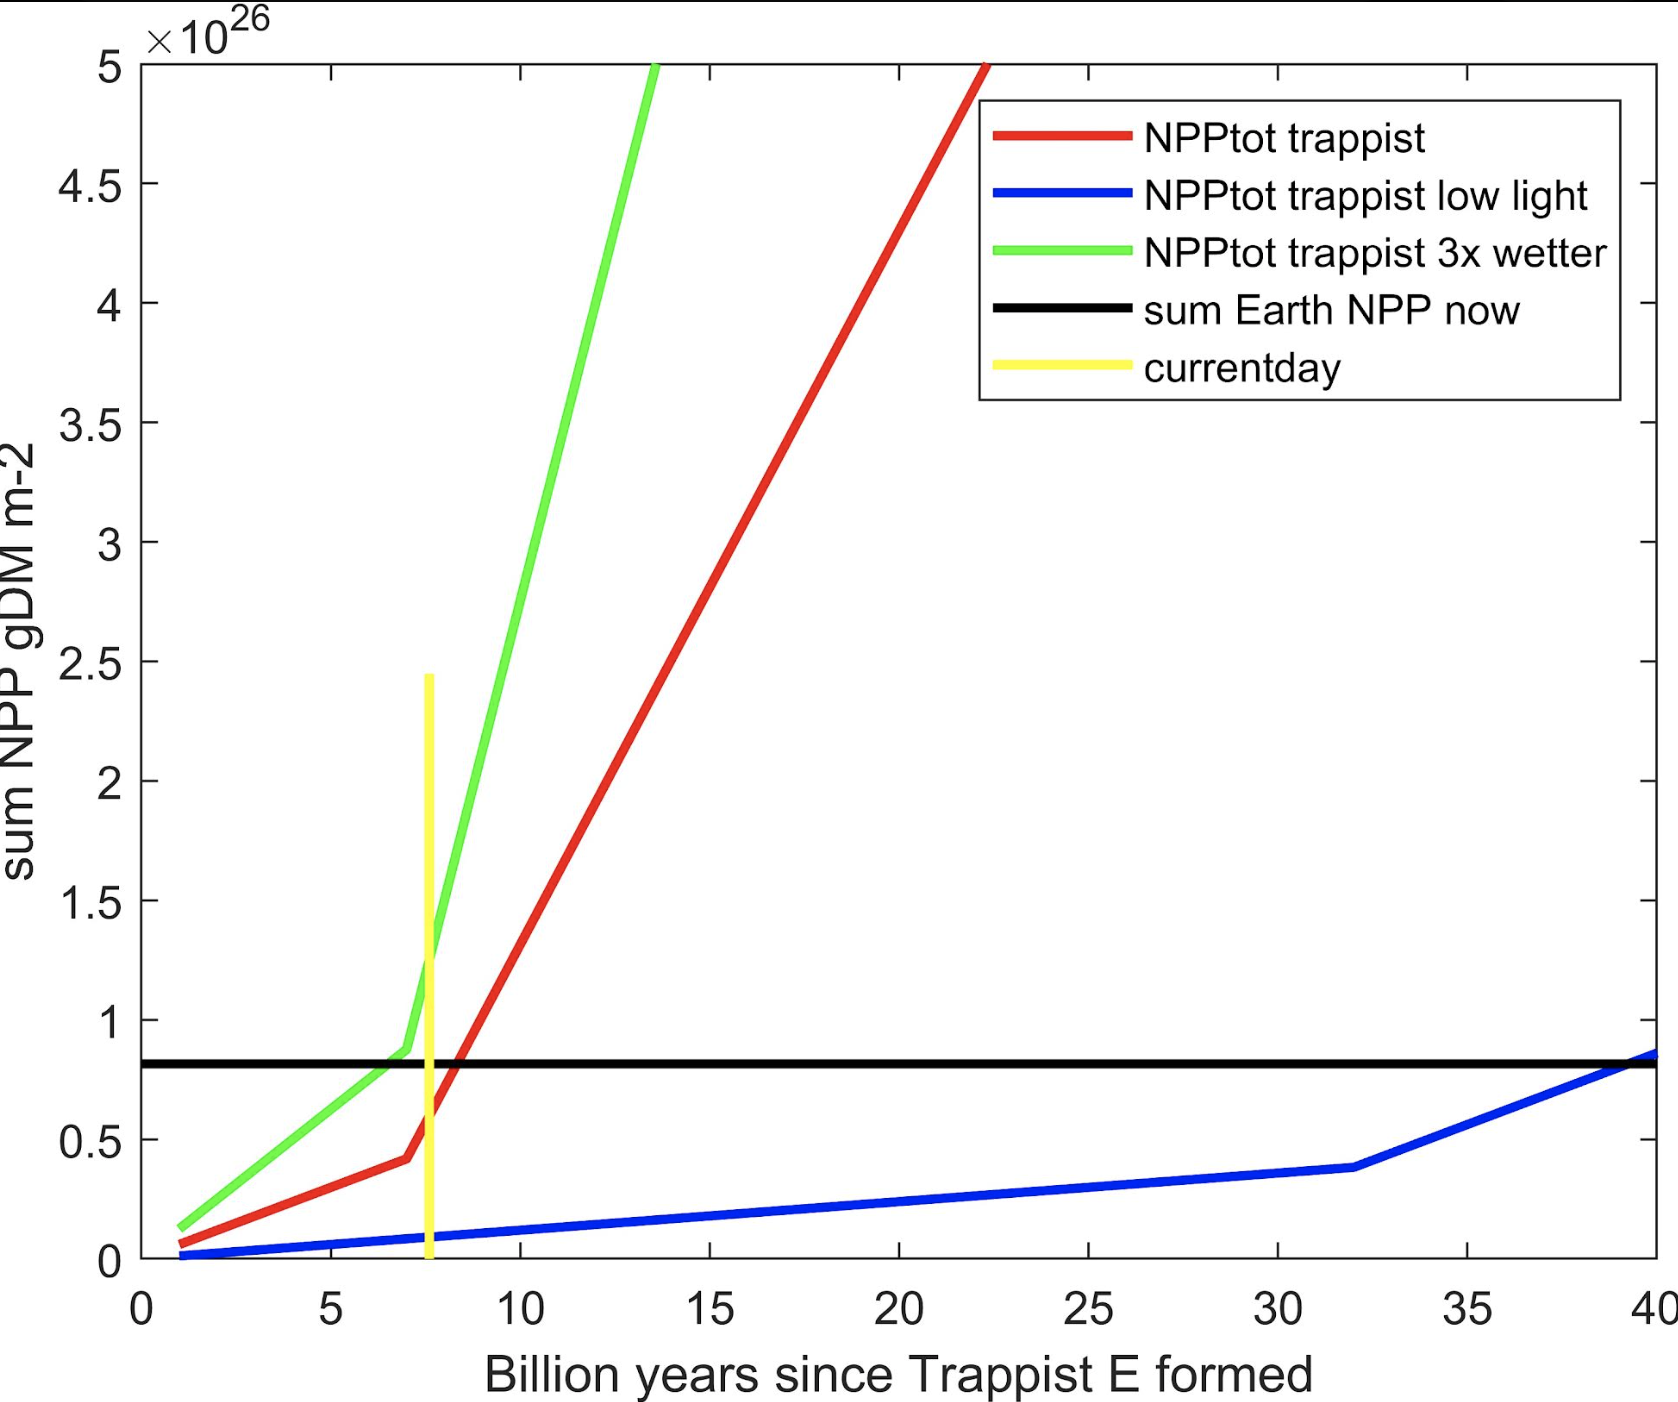 ×10²⁶
5
4.5
4
3.5
3
2.5
2
1.5
1
0.5
0
sum NPP gDM m-2
NPPtot trappist
NPPtot trappist low light
NPPtot trappist 3x wetter
sum Earth NPP now
currentday
0 5 10 15 20 25 30 35 40
Billion years since Trappist E formed